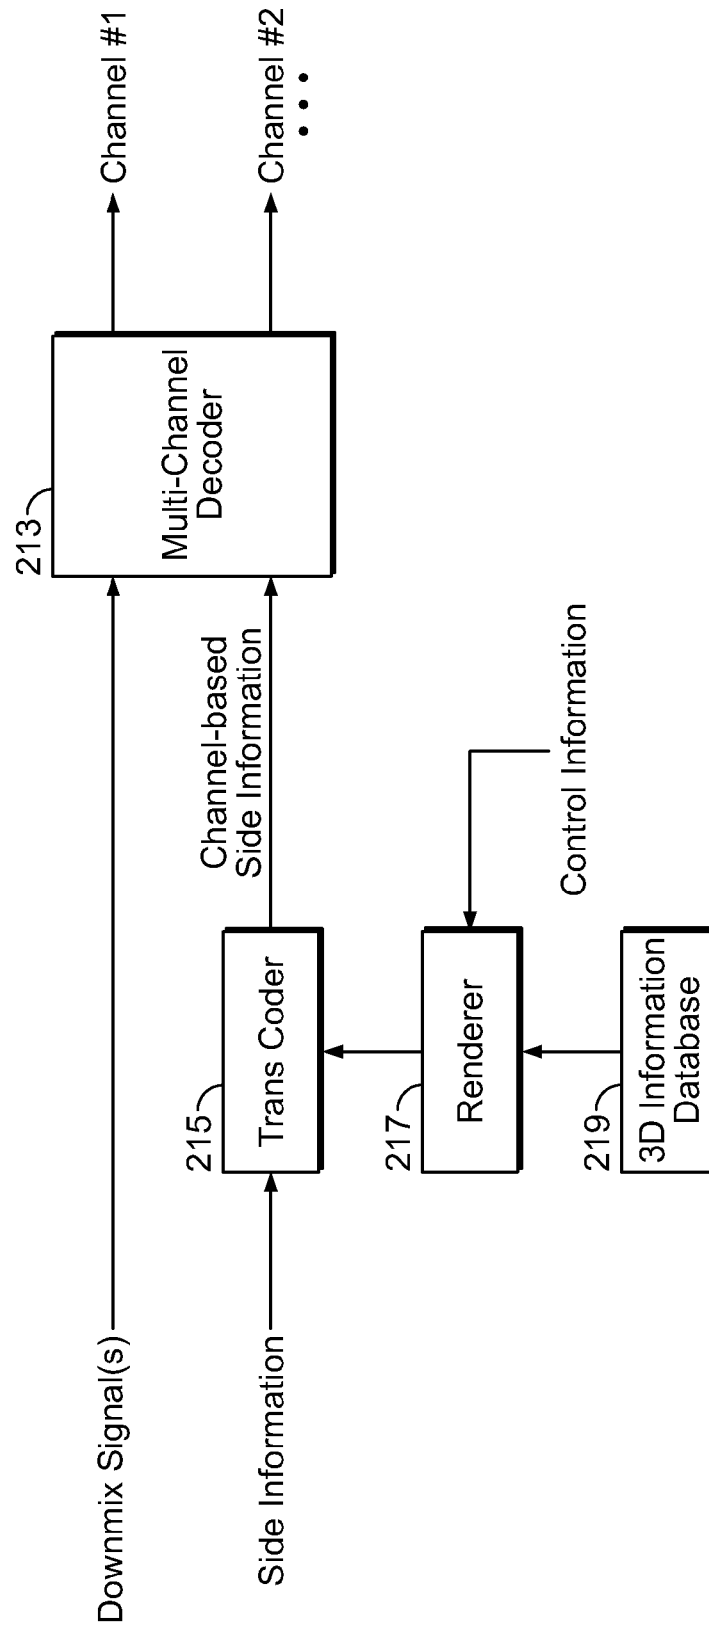 Downmix Signal(s)
213
Multi-Channel
Decoder
Channel #1
Channel #2
Side Information
215
Trans Coder
Channel-based
Side Information
217
Renderer
Control Information
219
3D Information
Database